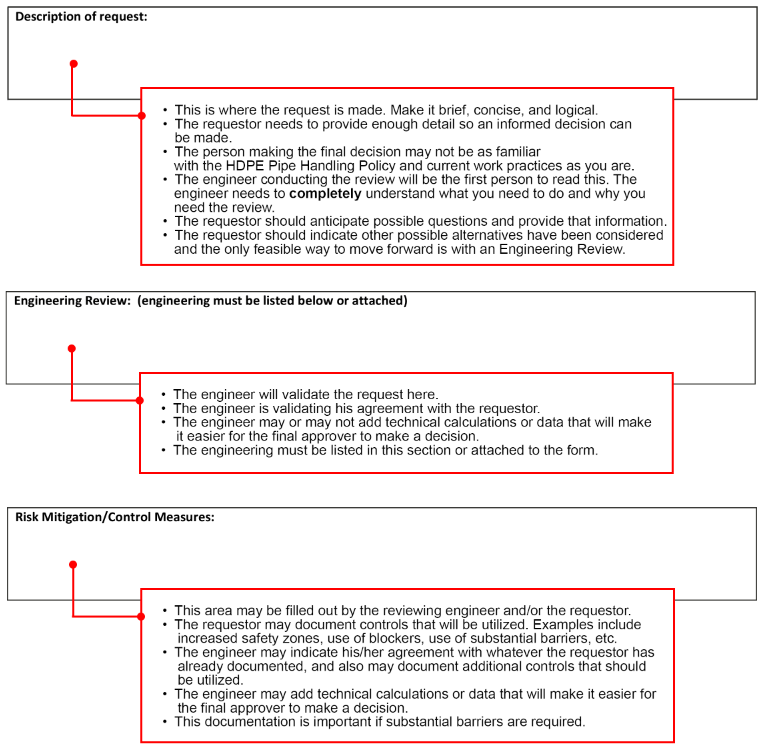 Description of request:
• This is where the request is made. Make it brief, concise, and logical.
• The requestor needs to provide enough detail so an informed decision can
be made.
• The person making the final decision may not be as familiar
with the HDPE Pipe Handling Policy and current work practices as you are.
• The engineer conducting the review will be the first person to read this. The
engineer needs to completely understand what you need to do and why you
need the review.
• The requestor should anticipate possible questions and provide that information.
• The requestor should indicate other possible alternatives have been considered
and the only feasible way to move forward is with an Engineering Review.
Engineering Review:  (engineering must be listed below or attached)
• The engineer will validate the request here.
• The engineer is validating his agreement with the requestor.
• The engineer may or may not add technical calculations or data that will make
it easier for the final approver to make a decision.
• The engineering must be listed in this section or attached to the form.
Risk Mitigation/Control Measures:
• This area may be filled out by the reviewing engineer and/or the requestor.
• The requestor may document controls that will be utilized. Examples include
increased safety zones, use of blockers, use of substantial barriers, etc.
• The engineer may indicate his/her agreement with whatever the requestor has
already documented, and also may document additional controls that should
be utilized.
• The engineer may add technical calculations or data that will make it easier for
the final approver to make a decision.
• This documentation is important if substantial barriers are required.